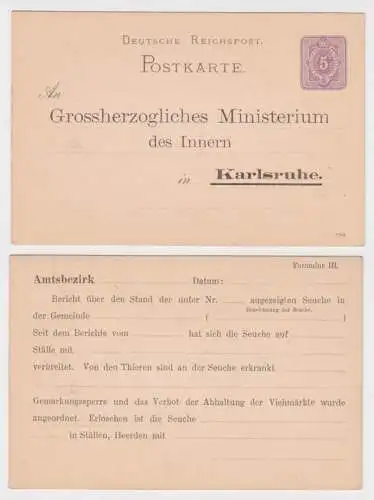 DEUTSCHE REICHSPOST.
POSTKARTE.
5
An
Grossherzogliches Ministerium
des Innern
in Karlsruhe.
Formular III.
Amtsbezirk Datum:
Bericht über den Stand der unter Nr. angezeigten Seuche in
der Gemeinde (Bezeichnung der Seuche. )
Seit dem Berichte vom hat sich die Seuche auf
Ställe mit
verbreitet. Von den Thieren sind an der Seuche erkrankt
Gemarkungssperre und das Verbot der Abhaltung der Viehmärkte wurde
angeordnet. Erloschen ist die Seuche
in Ställen, Heerden mit